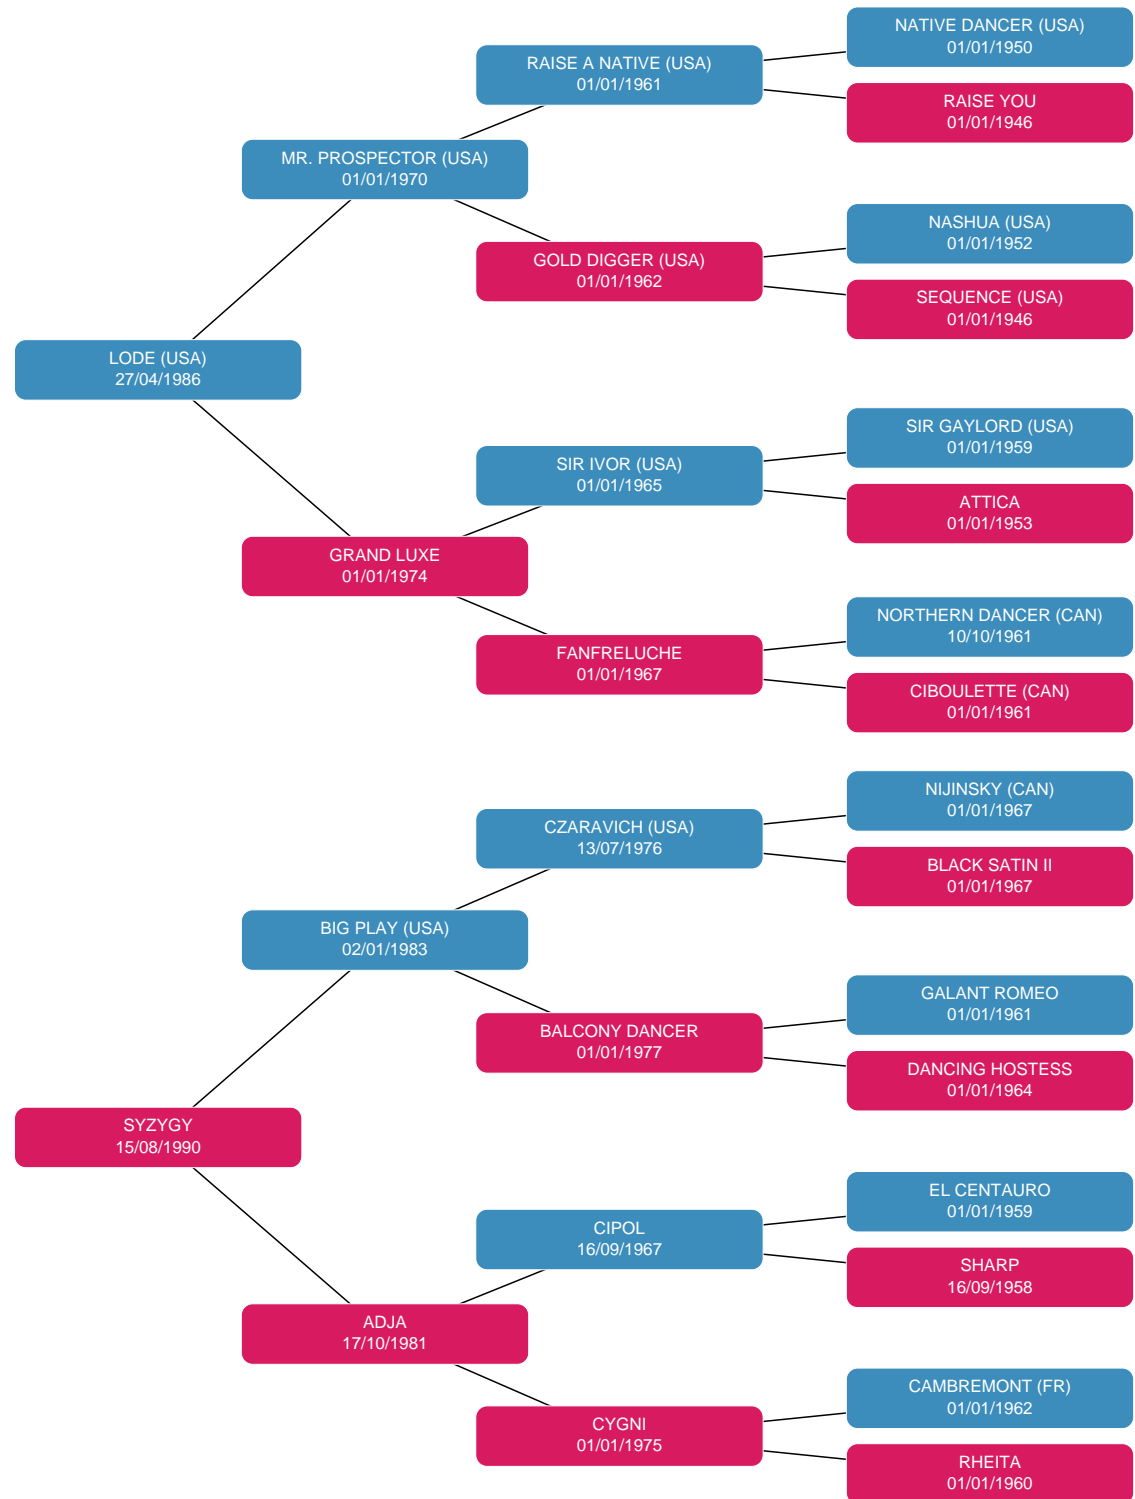 NATIVE DANCER (USA)
01/01/1950
RAISE A NATIVE (USA)
01/01/1961
RAISE YOU
01/01/1946
MR. PROSPECTOR (USA)
01/01/1970
NASHUA (USA)
01/01/1952
GOLD DIGGER (USA)
01/01/1962
SEQUENCE (USA)
01/01/1946
LODE (USA)
27/04/1986
SIR GAYLORD (USA)
01/01/1959
SIR IVOR (USA)
01/01/1965
ATTICA
01/01/1953
GRAND LUXE
01/01/1974
NORTHERN DANCER (CAN)
10/10/1961
FANFRELUCHE
01/01/1967
CIBOULETTE (CAN)
01/01/1961
NIJINSKY (CAN)
01/01/1967
CZARAVICH (USA)
13/07/1976
BLACK SATIN II
01/01/1967
BIG PLAY (USA)
02/01/1983
GALANT ROMEO
01/01/1961
BALCONY DANCER
01/01/1977
DANCING HOSTESS
01/01/1964
SYZYGY
15/08/1990
EL CENTAURO
01/01/1959
CIPOL
16/09/1967
SHARP
16/09/1958
ADJA
17/10/1981
CAMBREMONT (FR)
01/01/1962
CYGNI
01/01/1975
RHEITA
01/01/1960